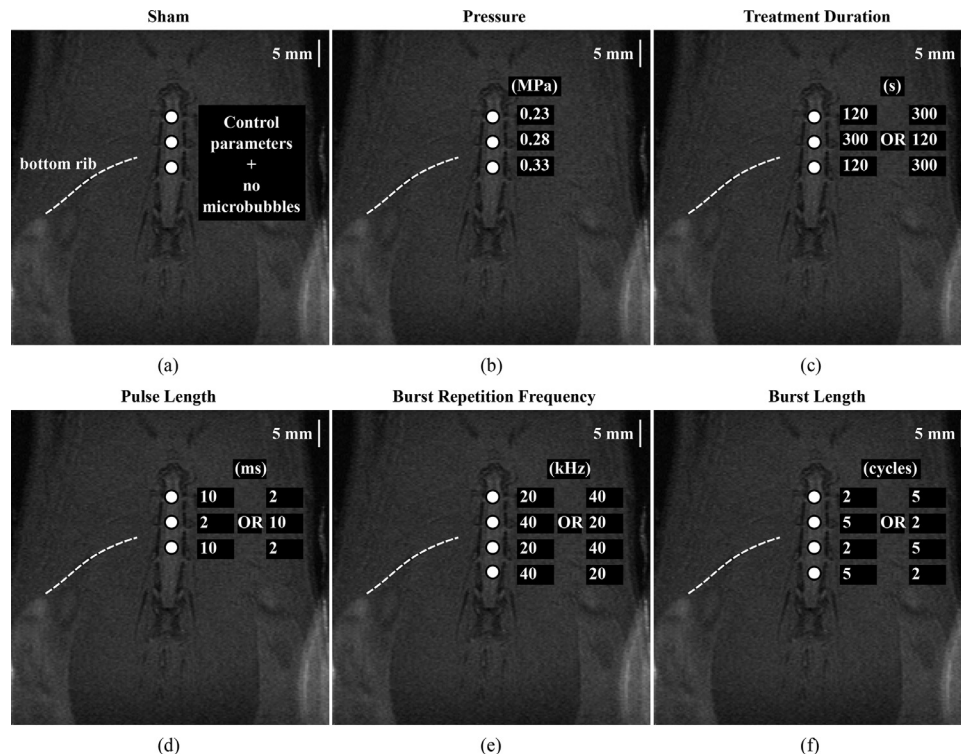 Sham
5 mm
Control
parameters
+
no
microbubbles
bottom rib
(a)
Pressure
5 mm
(MPa)
0.23
0.28
0.33
(b)
Treatment Duration
5 mm
(s)
120 300
300 OR 120
120 300
(c)
Pulse Length
5 mm
(ms)
10 2
2 OR 10
10 2
(d)
Burst Repetition Frequency
5 mm
(kHz)
20 40
40 OR 20
20 40
40 20
(e)
Burst Length
5 mm
(cycles)
2 5
5 OR 2
2 5
5 2
(f)